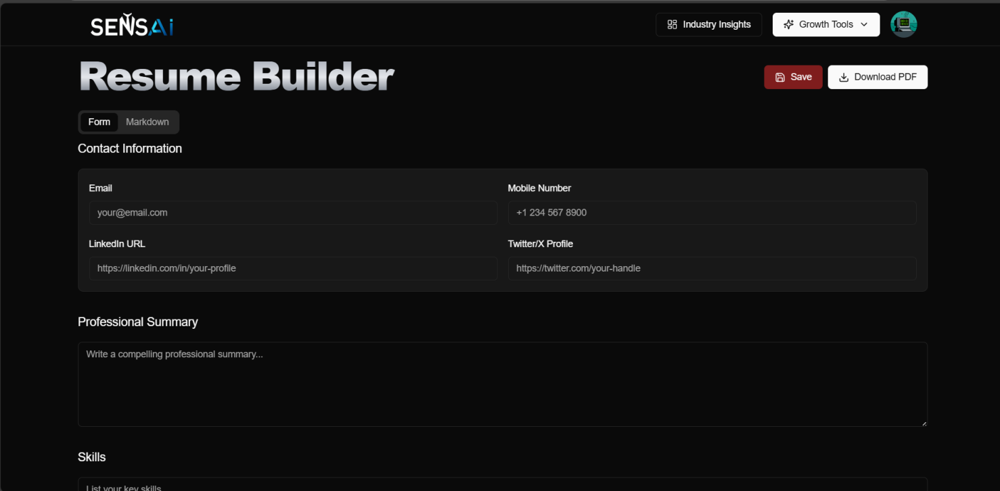 SENSAi
Industry Insights
Growth Tools
Resume Builder
Save
Download PDF
Form
Markdown
Contact Information
Email
Mobile Number
your@email.com
+1 234 567 8900
LinkedIn URL
Twitter/X Profile
https://linkedin.com/in/your-profile
https://twitter.com/your-handle
Professional Summary
Write a compelling professional summary...
Skills
List your key skills